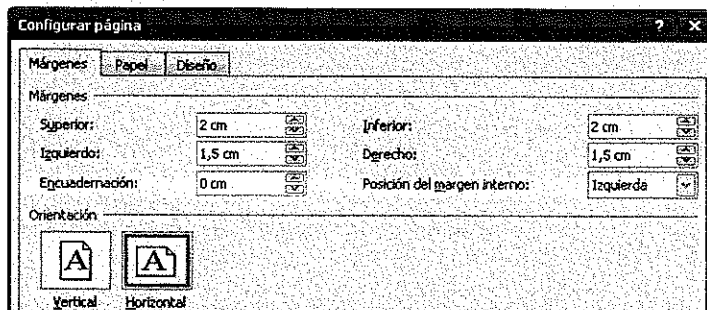 Configurar página ? ×
Márgenes Papel Diseño
Márgenes
Superior: 2 cm Inferior: 2 cm
Izquierdo: 1,5 cm Derecho: 1,5 cm
Encuadernación: 0 cm Posición del margen interno: Izquierda
Orientación
A A
Vertical Horizontal